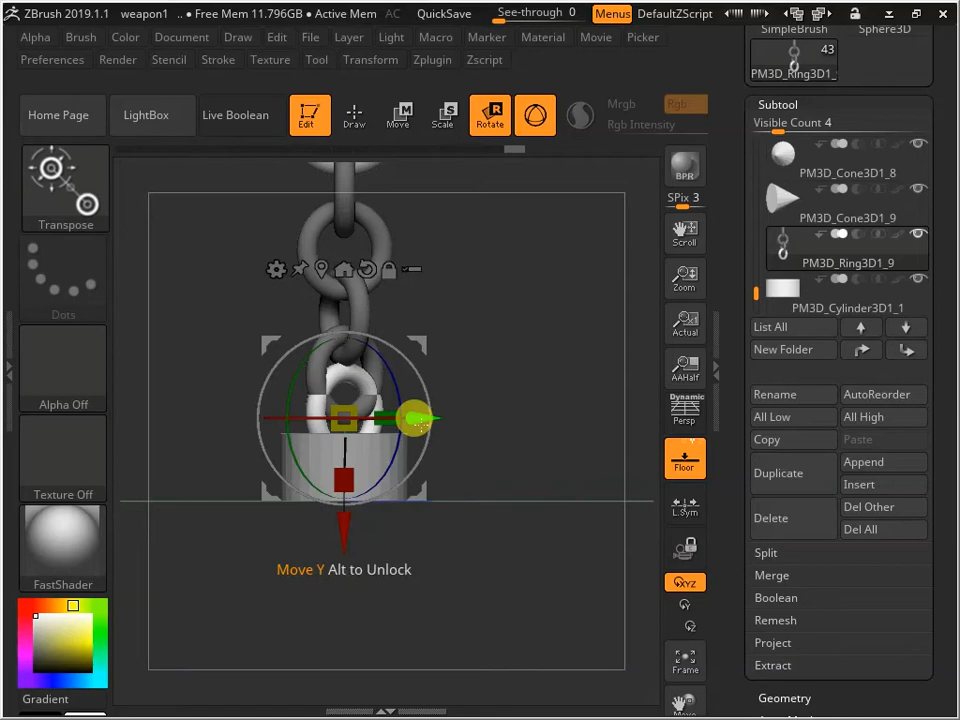 ZBrush 2019.1.1 weapon1 .. • Free Mem 11.796GB • Active Mem AC QuickSave See-through 0 Menus DefaultZScript
Alpha Brush Color Document Draw Edit File Layer Light Macro Marker Material Movie Picker
Preferences Render Stencil Stroke Texture Tool Transform Zplugin Zscript
Home Page LightBox Live Boolean Edit Draw Move Scale Rotate
Mrgb Rgb
Rgb Intensity
Transpose
Dots
Alpha Off
Texture Off
FastShader
Gradient
Move Y Alt to Unlock
BPR
SPix 3
Scroll
Zoom
Actual
AAHalf
Dynamic
Persp
Floor
L.Sym
XYZ
Frame
Move
SimpleBrush Sphere3D
43
PM3D_Ring3D1_
Subtool
Visible Count 4
PM3D_Cone3D1_8
PM3D_Cone3D1_9
PM3D_Ring3D1_9
PM3D_Cylinder3D1_1
List All
New Folder
Rename AutoReorder
All Low All High
Copy Paste
Duplicate Append
Insert
Delete Del Other
Del All
Split
Merge
Boolean
Remesh
Project
Extract
Geometry